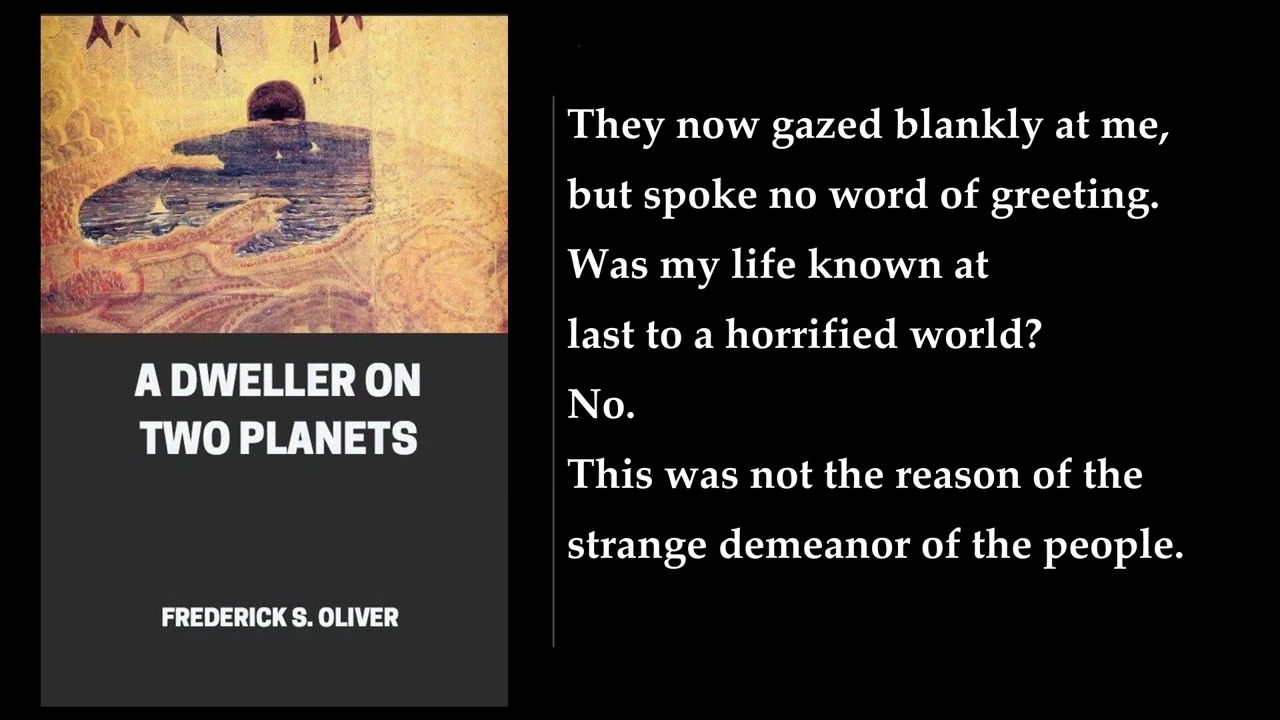 A DWELLER ON
TWO PLANETS
FREDERICK S. OLIVER
They now gazed blankly at me,
but spoke no word of greeting.
Was my life known at
last to a horrified world?
No.
This was not the reason of the
strange demeanor of the people.